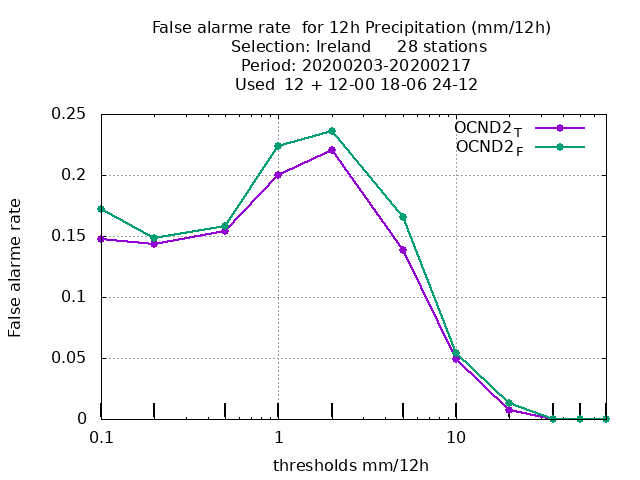 False alarme rate  for 12h Precipitation (mm/12h)
Selection: Ireland     28 stations
Period: 20200203-20200217
Used  12 + 12-00 18-06 24-12
OCND2T
OCND2F
0.25
0.2
0.15
0.1
0.05
0
False alarme rate
0.1
1
10
thresholds mm/12h